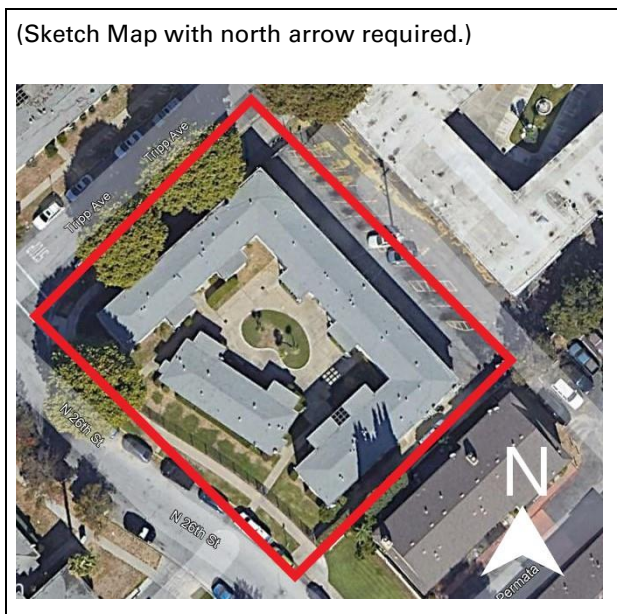 (Sketch Map with north arrow required.)
Tripp Ave
Tripp Ave
N 26th St
N 26th St
N
Permata